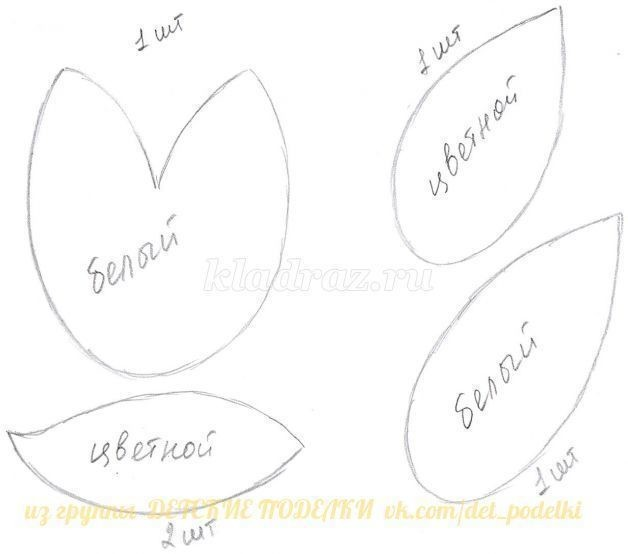 1 шт
белый
1 шт
цветной
kladraz.ru
белый
1 шт
цветной
из группы ДЕТСКИЕ ПОДЕЛКИ vk.com/det_podelki
2 шт